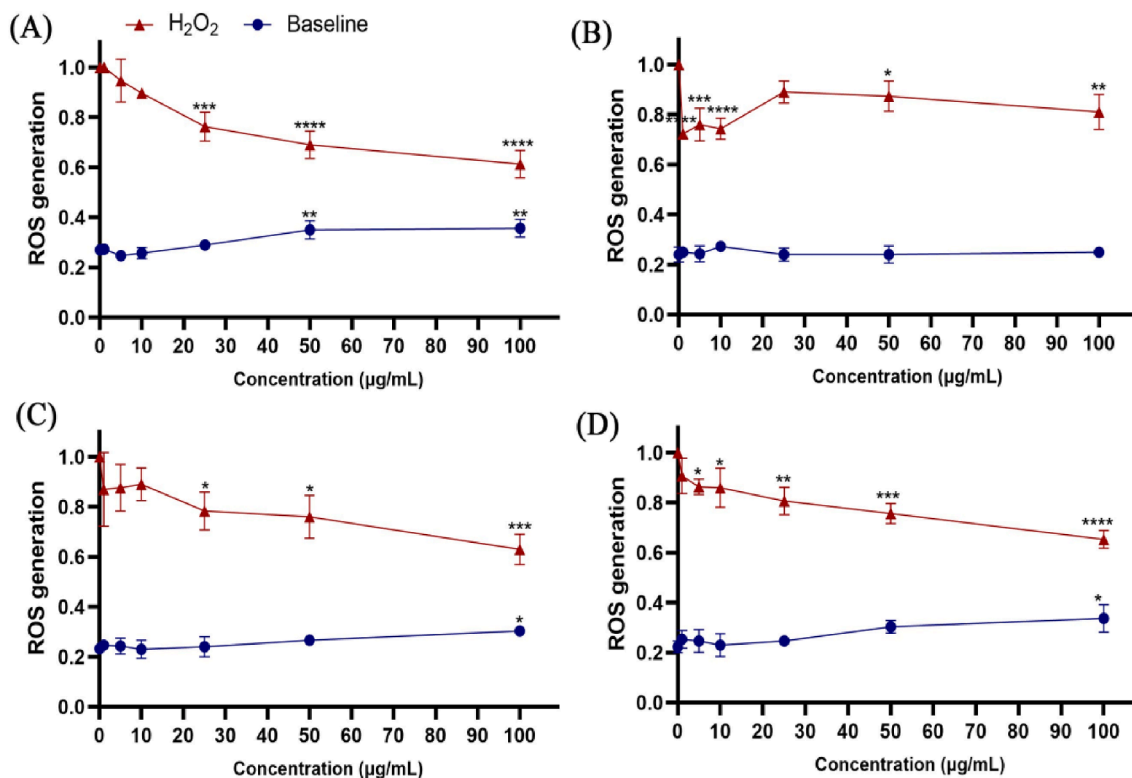 (A) H₂O₂ Baseline
1.0 0.8 0.6 0.4 0.2 0.0
ROS generation
*** **** **** ** **
0 10 20 30 40 50 60 70 80 90 100
Concentration (µg/mL)
(B)
1.0 0.8 0.6 0.4 0.2 0.0
ROS generation
**** *** **** * **
0 10 20 30 40 50 60 70 80 90 100
Concentration (µg/mL)
(C)
1.0 0.8 0.6 0.4 0.2 0.0
ROS generation
* * *** *
0 10 20 30 40 50 60 70 80 90 100
Concentration (µg/mL)
(D)
1.0 0.8 0.6 0.4 0.2 0.0
ROS generation
* * ** *** **** *
0 10 20 30 40 50 60 70 80 90 100
Concentration (µg/mL)